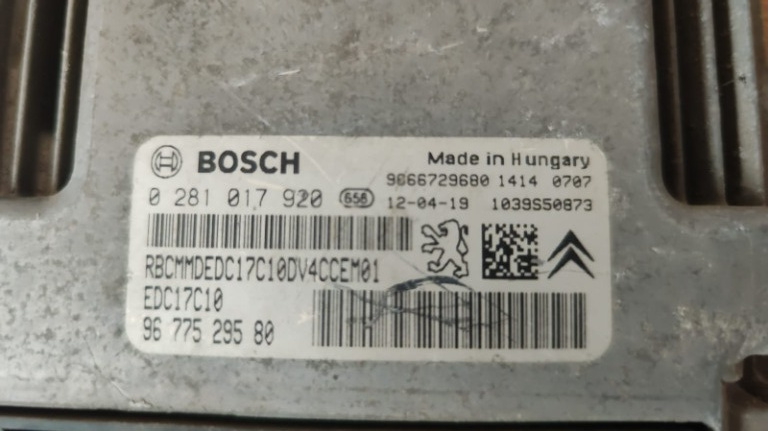 BOSCH
Made in Hungary
9666729680 1414 0707
0 281 017 920 656 12-04-19 1039S50873
RBCMMDEDC17C10DV4CCEM01
EDC17C10
96 775 295 80